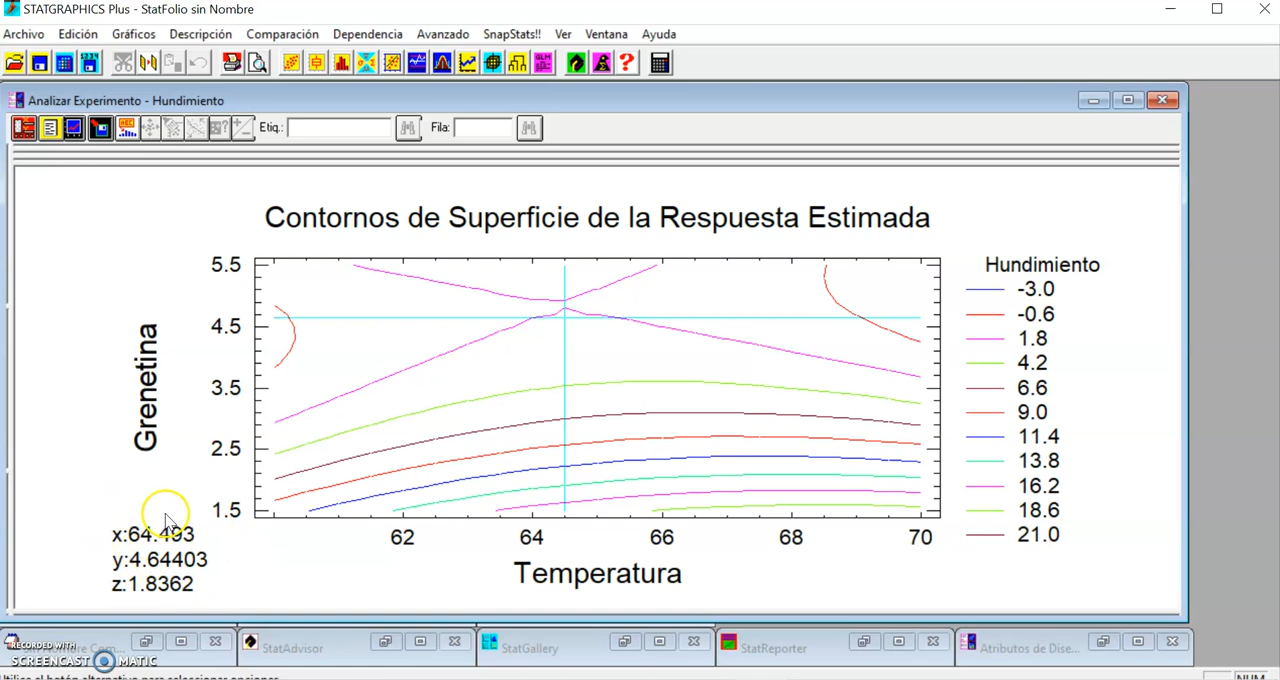 STATGRAPHICS Plus - StatFolio sin Nombre
Archivo Edición Gráficos Descripción Comparación Dependencia Avanzado SnapStats!! Ver Ventana Ayuda
Analizar Experimento - Hundimiento
Etiq.: Fila:
Contornos de Superficie de la Respuesta Estimada
Hundimiento
-3.0
-0.6
1.8
4.2
6.6
9.0
11.4
13.8
16.2
18.6
21.0
Grenetina
5.5
4.5
3.5
2.5
1.5
62 64 66 68 70
Temperatura
x:64.493
y:4.64403
z:1.8362
StatAdvisor
StatGallery
StatReporter
Atributos de Dise...
RECORDED WITH
SCREENCAST MATIC
NUM